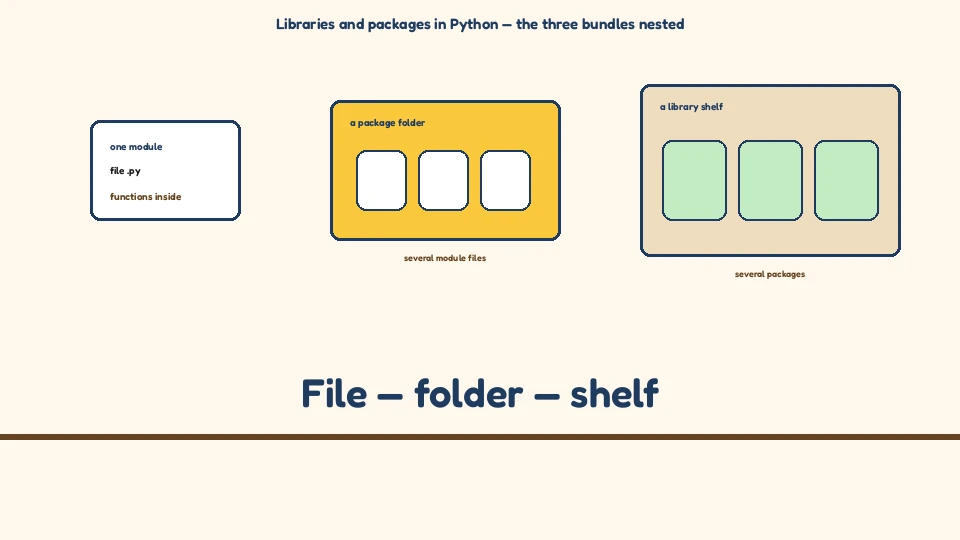 Libraries and packages in Python — the three bundles nested
one module
file .py
functions inside
a package folder
several module files
a library shelf
several packages
File — folder — shelf